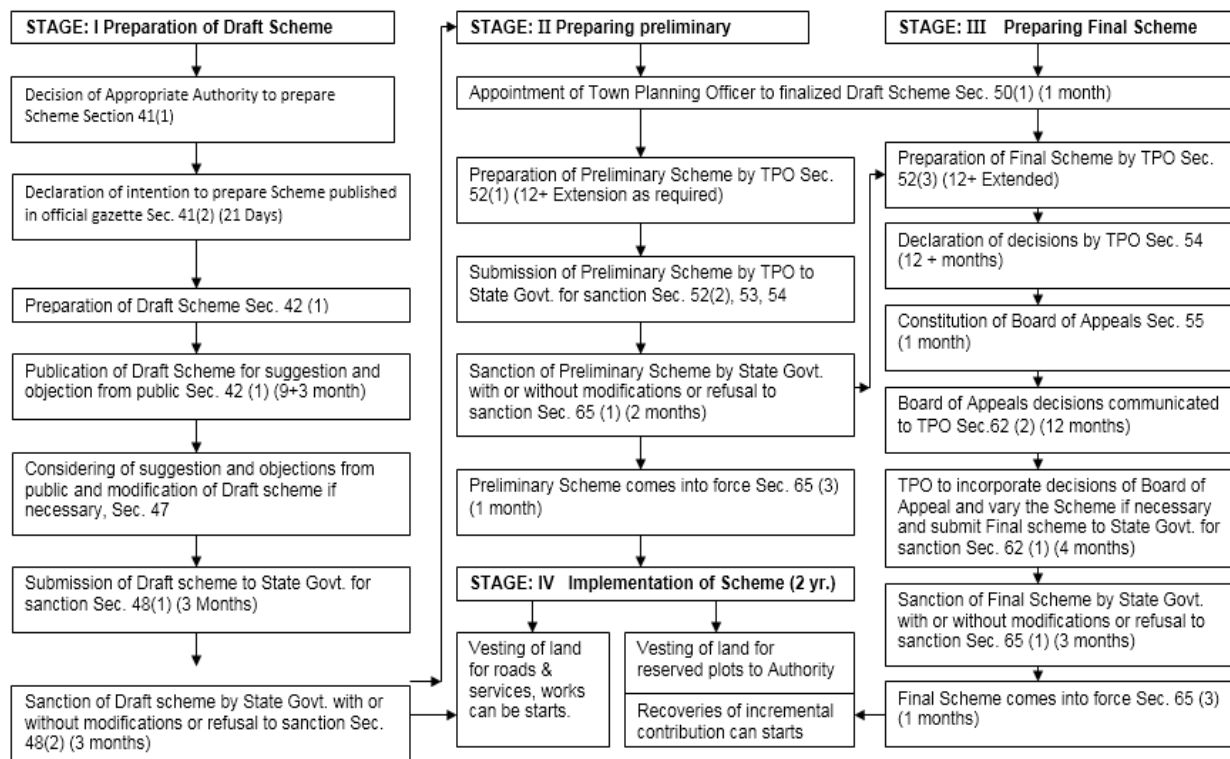 STAGE: I Preparation of Draft Scheme
Decision of Appropriate Authority to prepare
Scheme Section 41(1)
Declaration of intention to prepare Scheme published
in official gazette Sec. 41(2) (21 Days)
Preparation of Draft Scheme Sec. 42 (1)
Publication of Draft Scheme for suggestion and
objection from public Sec. 42 (1) (9+3 month)
Considering of suggestion and objections from
public and modification of Draft scheme if
necessary, Sec. 47
Submission of Draft scheme to State Govt. for
sanction Sec. 48(1) (3 Months)
Sanction of Draft scheme by State Govt. with or
without modifications or refusal to sanction Sec.
48(2) (3 months)
STAGE: II Preparing preliminary
Appointment of Town Planning Officer to finalized Draft Scheme Sec. 50(1) (1 month)
Preparation of Preliminary Scheme by TPO Sec.
52(1) (12+ Extension as required)
Submission of Preliminary Scheme by TPO to
State Govt. for sanction Sec. 52(2), 53, 54
Sanction of Preliminary Scheme by State Govt.
with or without modifications or refusal to
sanction Sec. 65 (1) (2 months)
Preliminary Scheme comes into force Sec. 65 (3)
(1 month)
STAGE: IV Implementation of Scheme (2 yr.)
Vesting of land
for roads &
services, works
can be starts.
Vesting of land for
reserved plots to Authority
Recoveries of incremental
contribution can starts
STAGE: III Preparing Final Scheme
Preparation of Final Scheme by TPO Sec.
52(3) (12+ Extended)
Declaration of decisions by TPO Sec. 54
(12 + months)
Constitution of Board of Appeals Sec. 55
(1 month)
Board of Appeals decisions communicated
to TPO Sec.62 (2) (12 months)
TPO to incorporate decisions of Board of
Appeal and vary the Scheme if necessary
and submit Final scheme to State Govt. for
sanction Sec. 62 (1) (4 months)
Sanction of Final Scheme by State Govt.
with or without modifications or refusal to
sanction Sec. 65 (1) (3 months)
Final Scheme comes into force Sec. 65 (3)
(1 months)